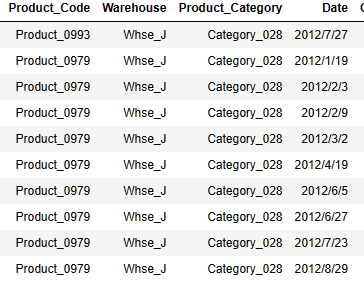 Product_Code Warehouse Product_Category Date
Product_0993 Whse_J Category_028 2012/7/27
Product_0979 Whse_J Category_028 2012/1/19
Product_0979 Whse_J Category_028 2012/2/3
Product_0979 Whse_J Category_028 2012/2/9
Product_0979 Whse_J Category_028 2012/3/2
Product_0979 Whse_J Category_028 2012/4/19
Product_0979 Whse_J Category_028 2012/6/5
Product_0979 Whse_J Category_028 2012/6/27
Product_0979 Whse_J Category_028 2012/7/23
Product_0979 Whse_J Category_028 2012/8/29